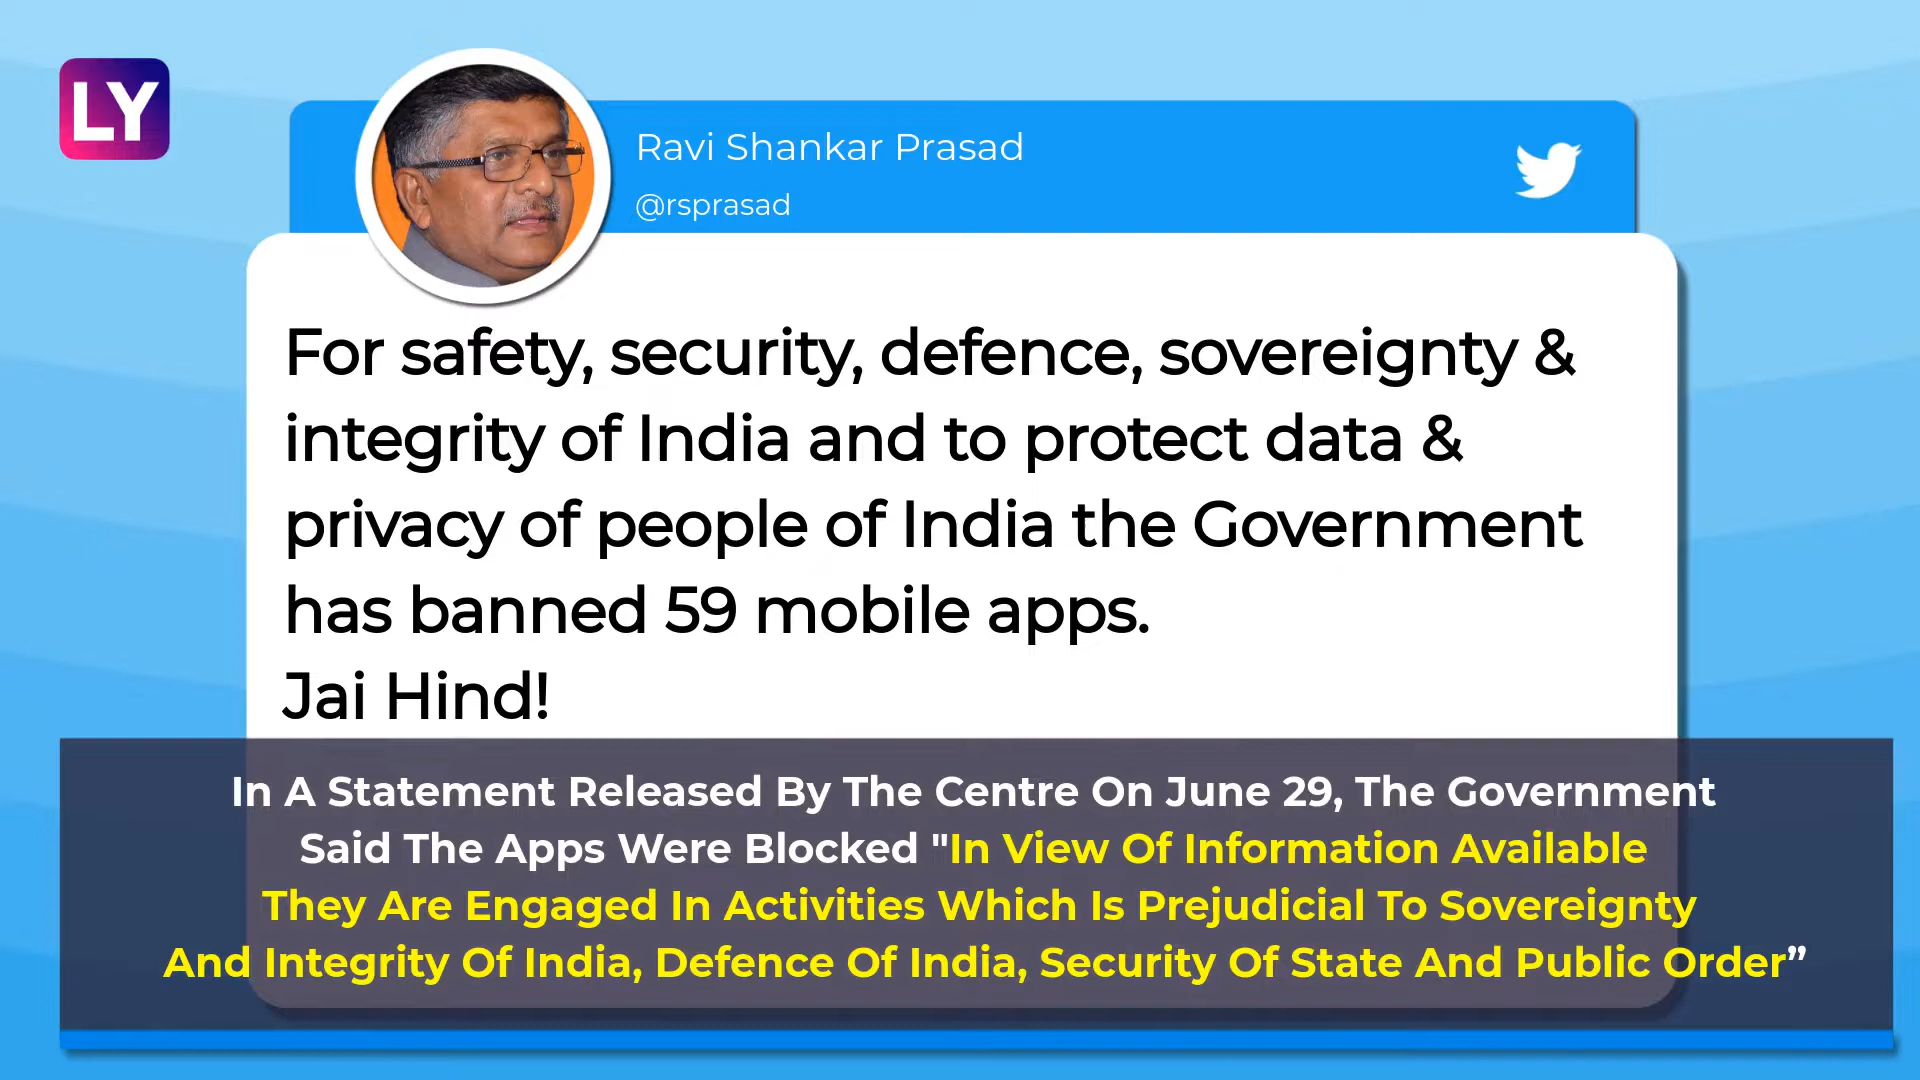 LY
Ravi Shankar Prasad
@rsprasad
For safety, security, defence, sovereignty &
integrity of India and to protect data &
privacy of people of India the Government
has banned 59 mobile apps.
Jai Hind!
In A Statement Released By The Centre On June 29, The Government
Said The Apps Were Blocked "In View Of Information Available
They Are Engaged In Activities Which Is Prejudicial To Sovereignty
And Integrity Of India, Defence Of India, Security Of State And Public Order”